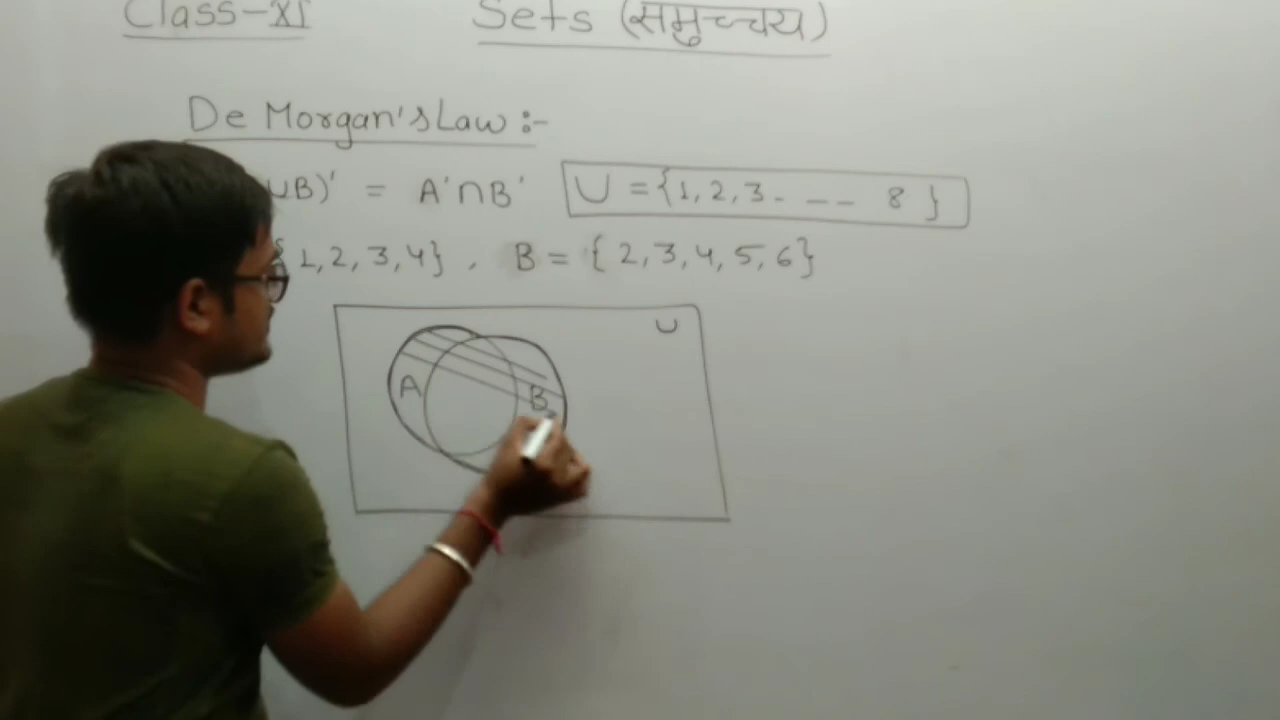 Class-XI Sets (समुच्चय)
De Morgan's Law :-
UB)' = A'∩B' U = {1, 2, 3 - -- 8 }
{ 1, 2, 3, 4} , B = { 2, 3, 4, 5, 6}
U
A B